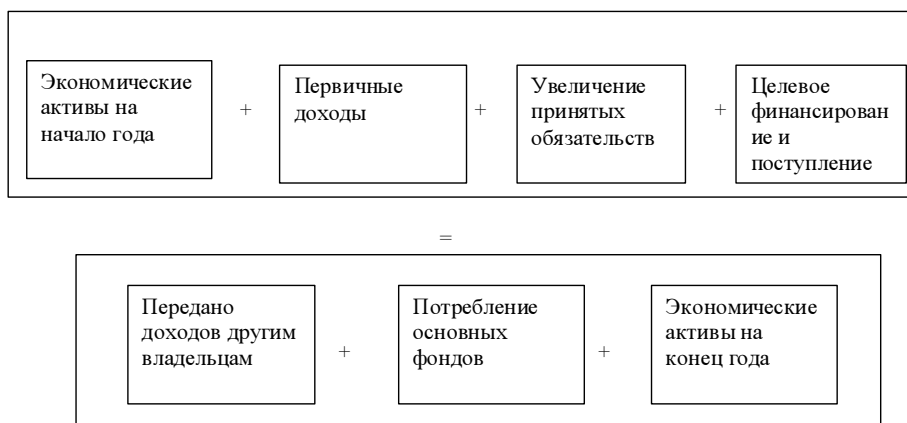 Экономические
активы на
начало года
+
Первичные
доходы
+
Увеличение
принятых
обязательств
+
Целевое
финансирован
ие и
поступление
=
Передано
доходов другим
владельцам
+
Потребление
основных
фондов
+
Экономические
активы на
конец года